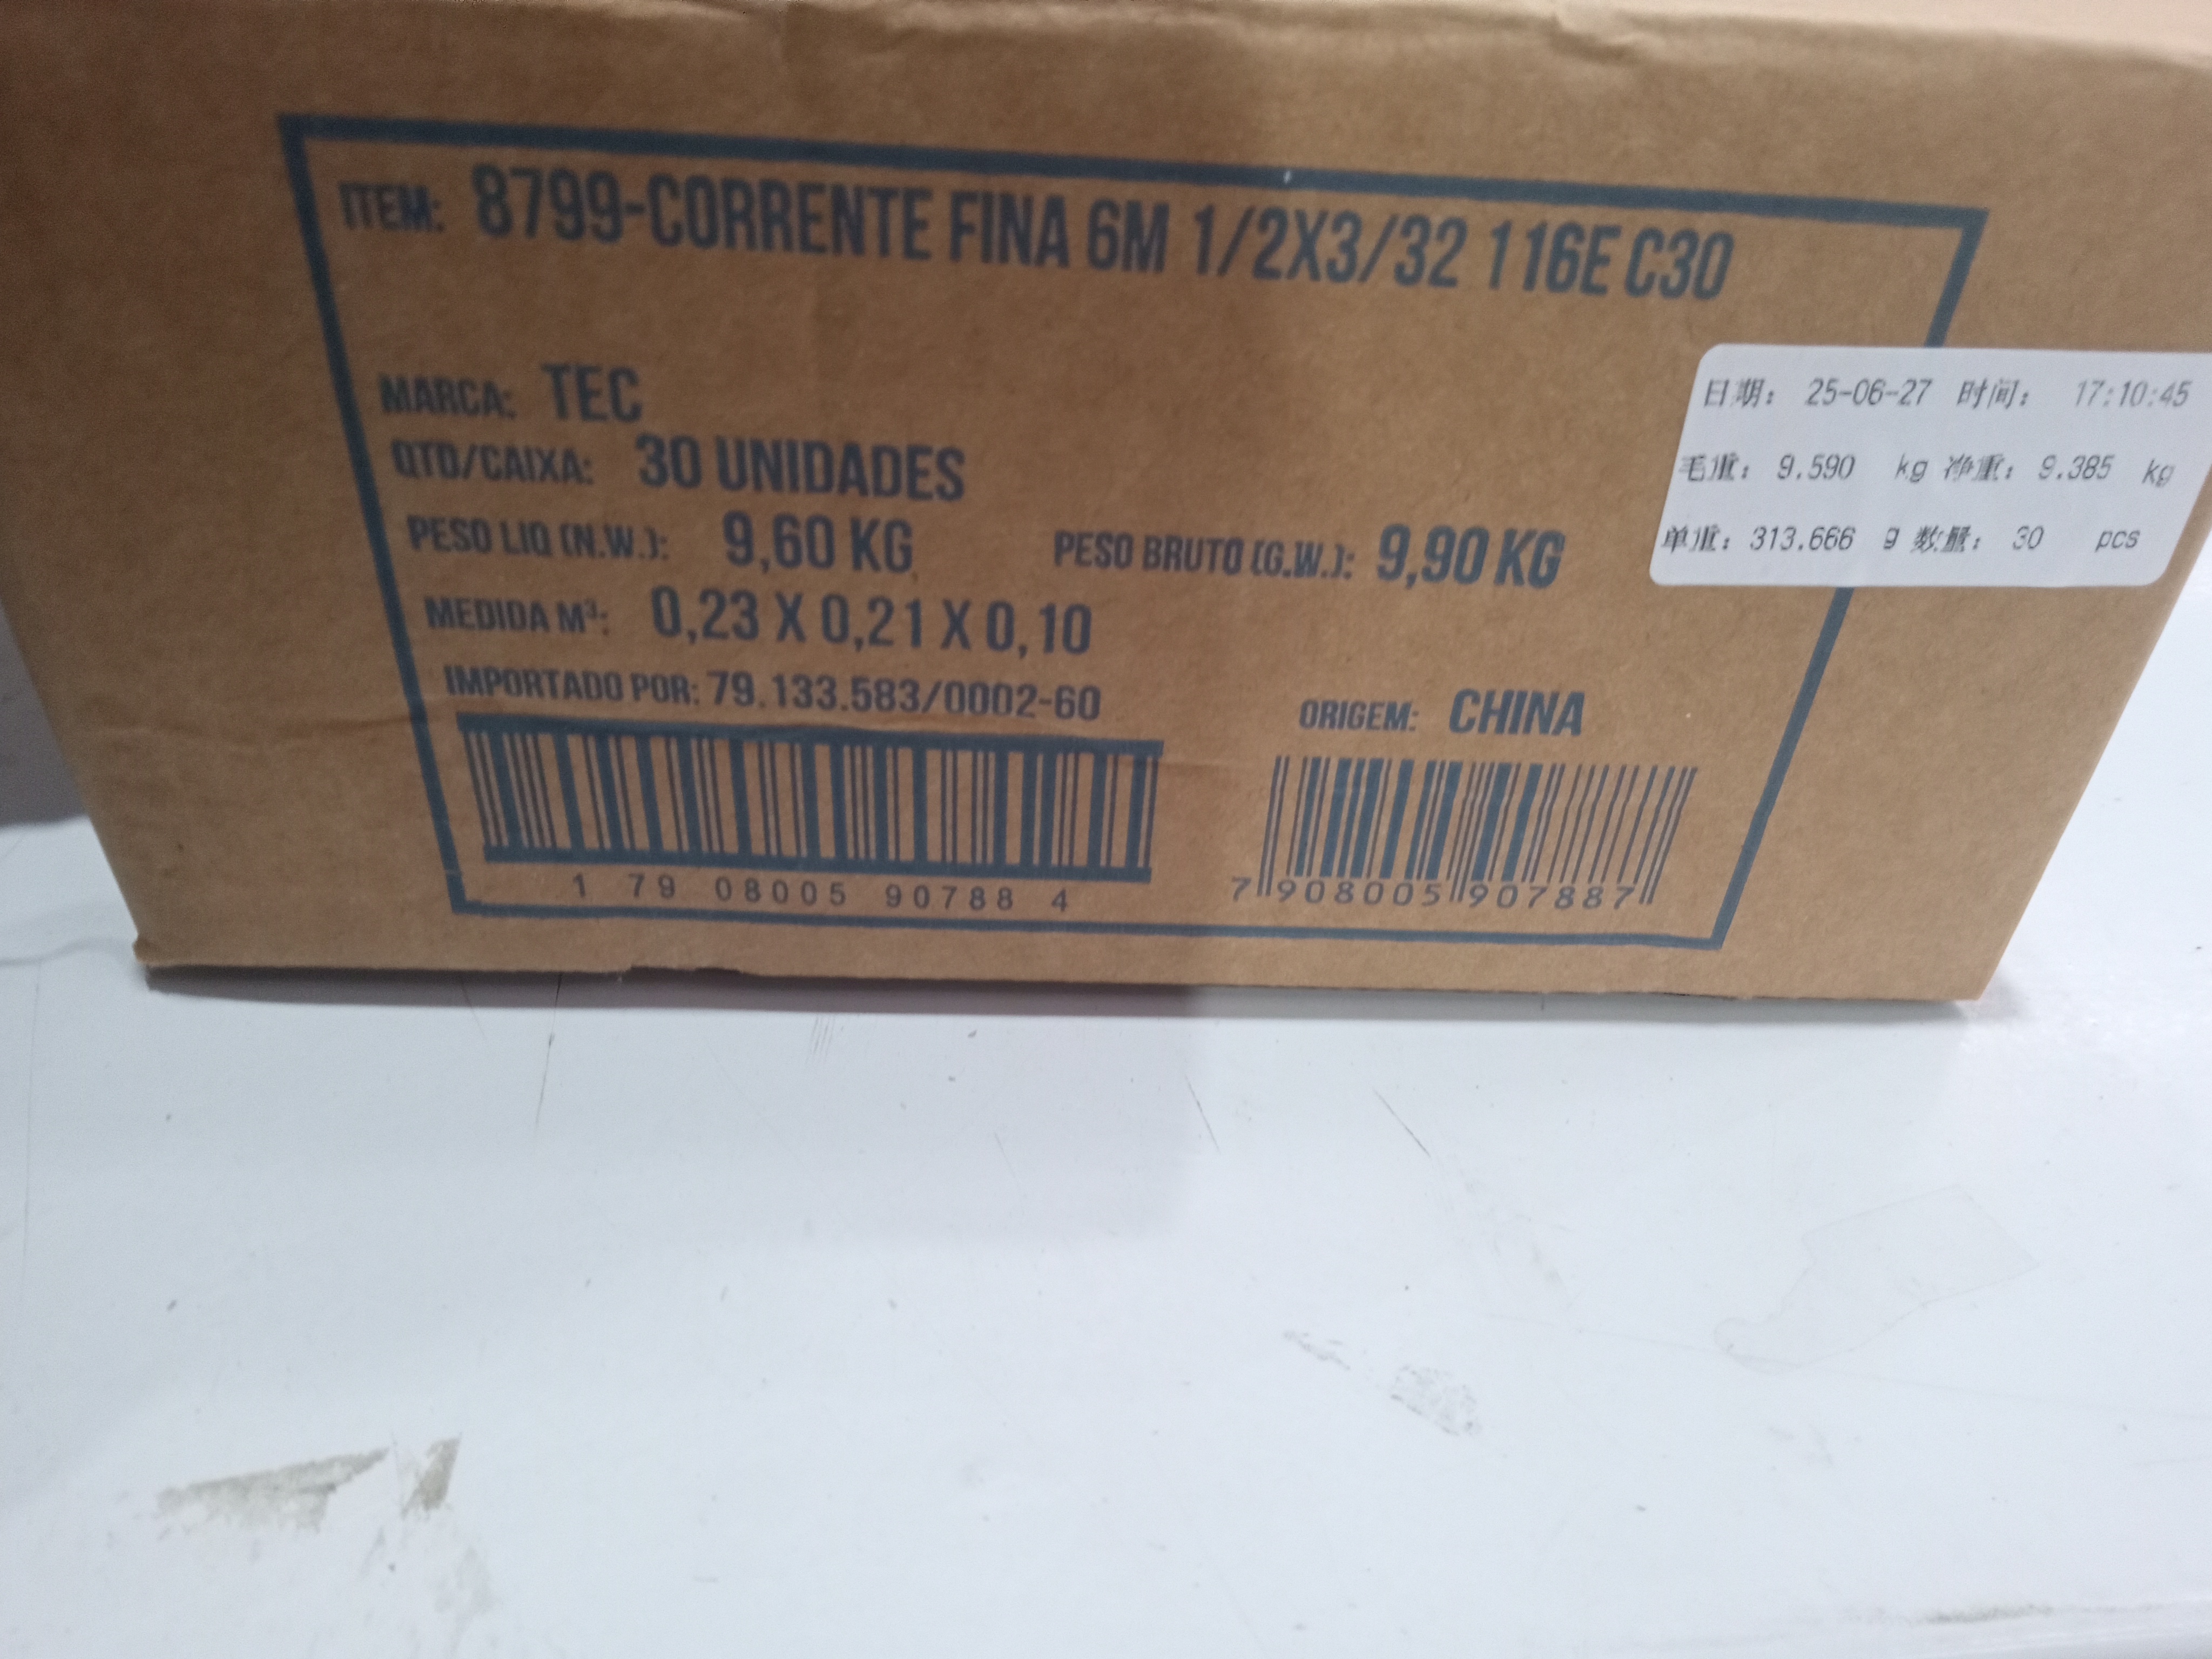 ITEM: 8799-CORRENTE FINA 6M 1/2X3/32 116E C30
MARCA: TEC
QTD/CAIXA: 30 UNIDADES
PESO LIQ (N.W.): 9,60 KG PESO BRUTO (G.W.): 9,90 KG
MEDIDA M³: 0,23 X 0,21 X 0,10
IMPORTADO POR: 79.133.583/0002-60
ORIGEM: CHINA
1 79 08005 90788 4
7 908005 907887
日期: 25-06-27 时间: 17:10:45
毛重: 9.590 kg 净重: 9.385 kg
单重: 313.666 g 数量: 30 pcs